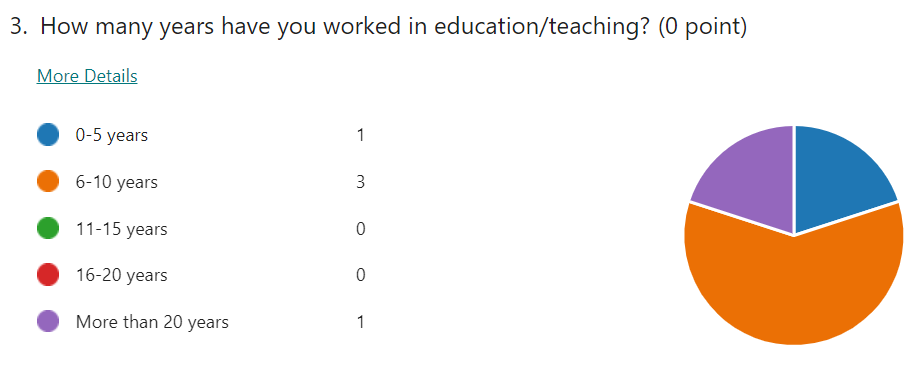 3. How many years have you worked in education/teaching? (0 point)
More Details
0-5 years 1
6-10 years 3
11-15 years 0
16-20 years 0
More than 20 years 1